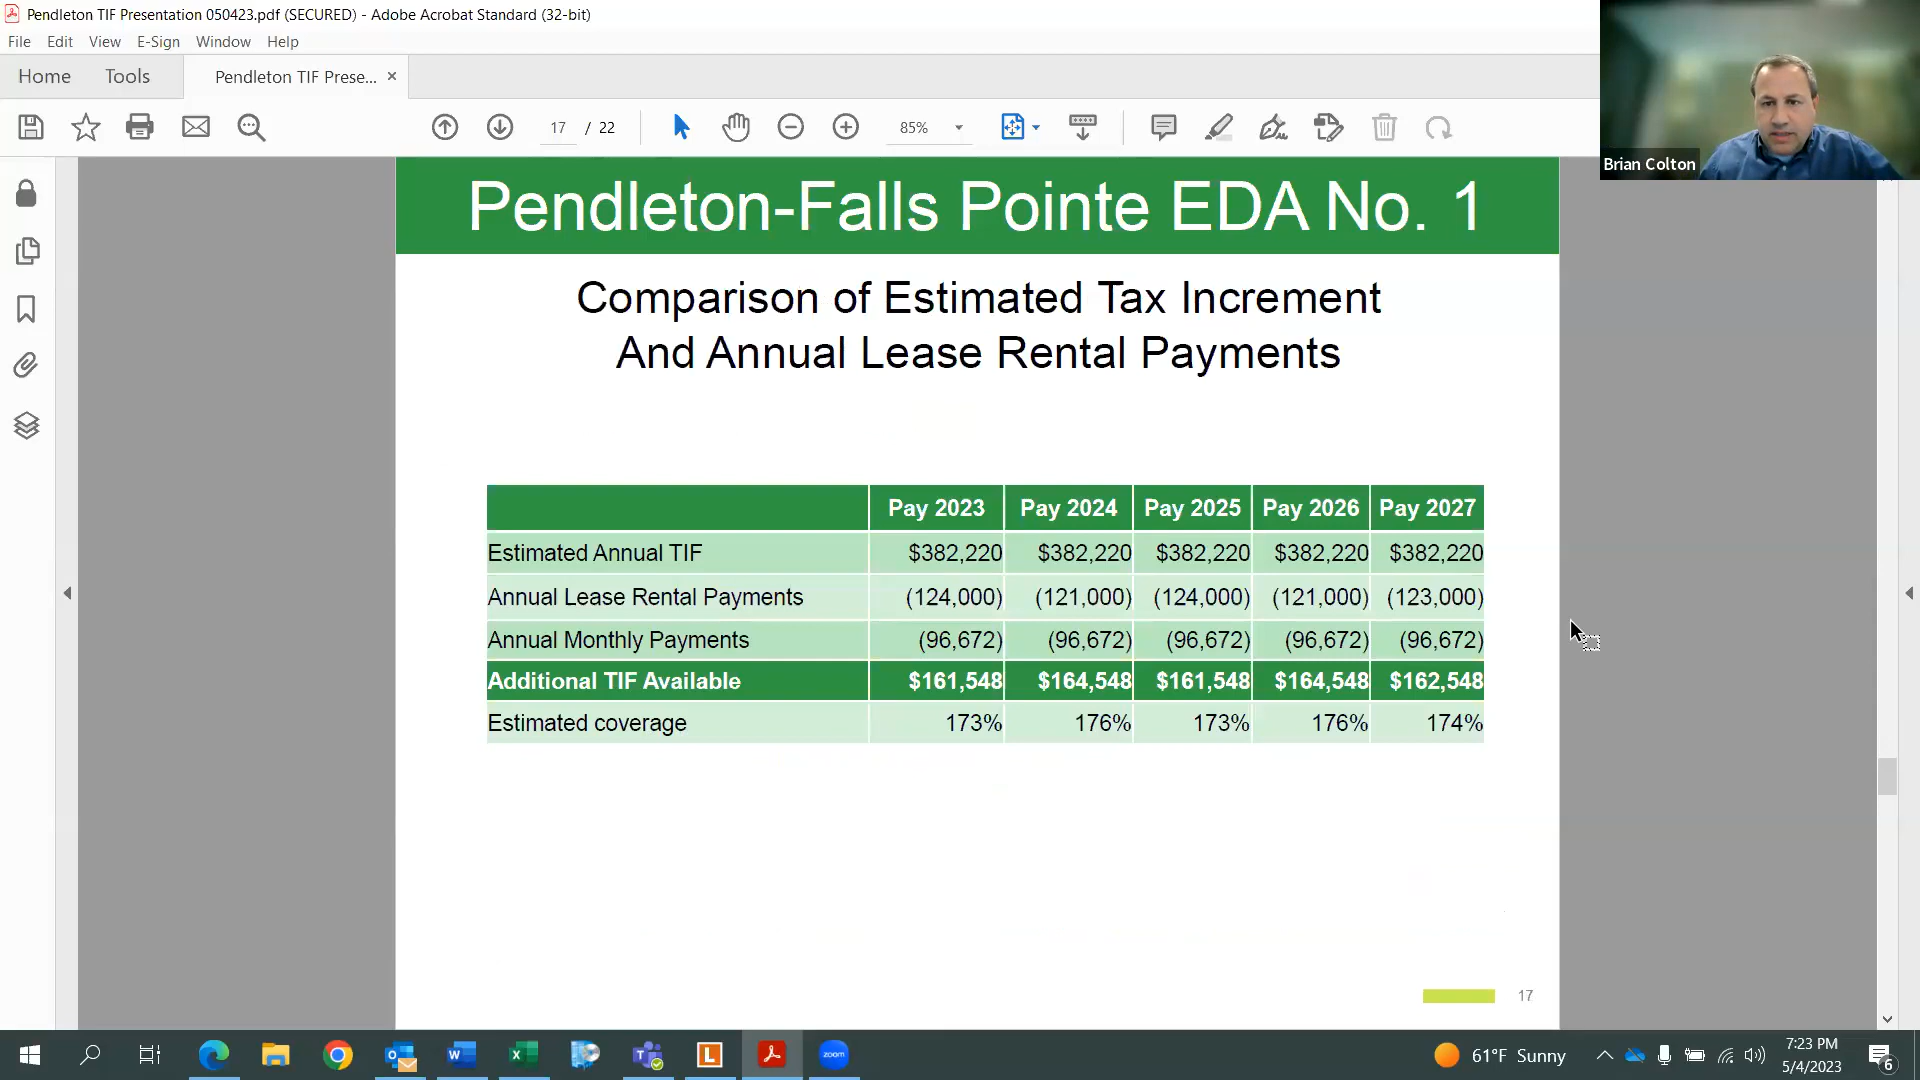 Pendleton TIF Presentation 050423.pdf (SECURED) - Adobe Acrobat Standard (32-bit)
File Edit View E-Sign Window Help
Home Tools Pendleton TIF Prese... ×
17 / 22 85%
Brian Colton
Pendleton-Falls Pointe EDA No. 1
Comparison of Estimated Tax Increment
And Annual Lease Rental Payments
Pay 2023 Pay 2024 Pay 2025 Pay 2026 Pay 2027
Estimated Annual TIF $382,220 $382,220 $382,220 $382,220 $382,220
Annual Lease Rental Payments (124,000) (121,000) (124,000) (121,000) (123,000)
Annual Monthly Payments (96,672) (96,672) (96,672) (96,672) (96,672)
Additional TIF Available $161,548 $164,548 $161,548 $164,548 $162,548
Estimated coverage 173% 176% 173% 176% 174%
17
zoom
61°F Sunny
7:23 PM
5/4/2023
6